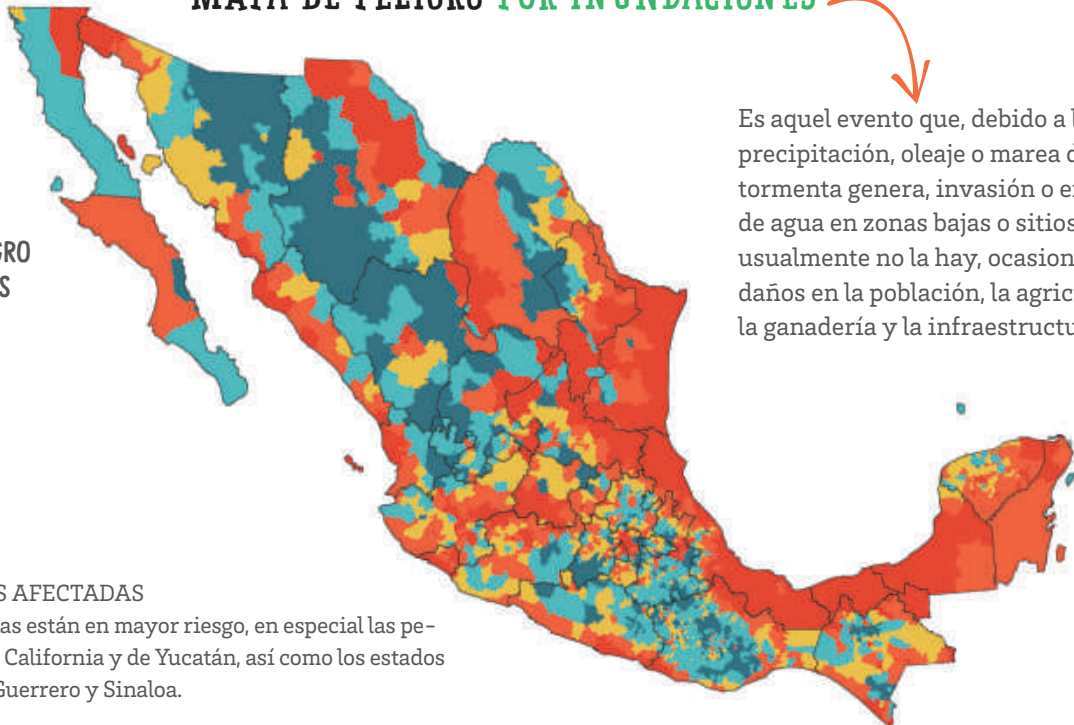 MAPA DE PELIGRO POR INUNDACIONES
Es aquel evento que, debido a l
precipitación, oleaje o marea d
tormenta genera, invasión o e
de agua en zonas bajas o sitios
usualmente no la hay, ocasion
daños en la población, la agric
la ganadería y la infraestructu
GRO
S
S AFECTADAS
as están en mayor riesgo, en especial las pe-
California y de Yucatán, así como los estados
Guerrero y Sinaloa.